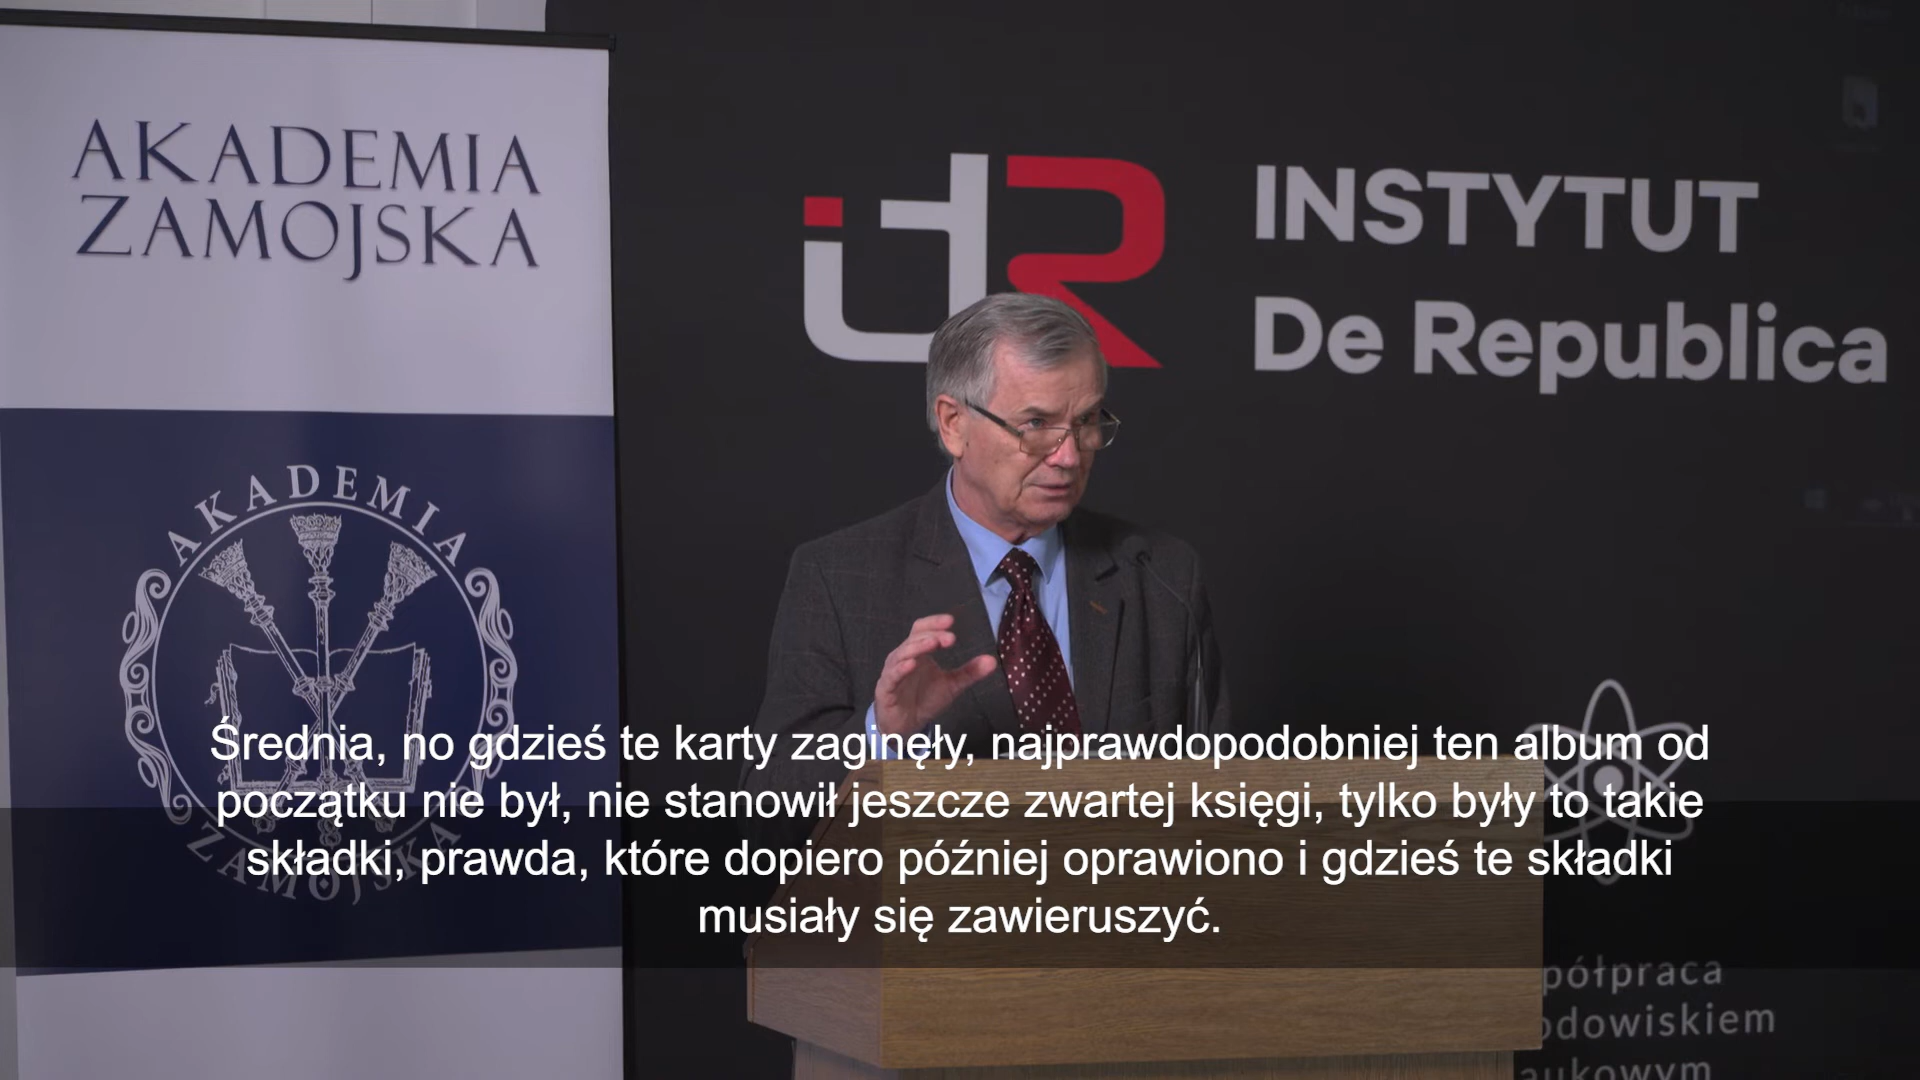 AKADEMIA
ZAMOJSKA
INSTYTUT
De Republica
AKADEMIA
ZAMOJSKA
Średnia, no gdzieś te karty zaginęły, najprawdopodobniej ten album od
początku nie był, nie stanowił jeszcze zwartej księgi, tylko były to takie
składki, prawda, które dopiero później oprawiono i gdzieś te składki
musiały się zawieruszyć.
półpraca
odowiskiem
aukowym